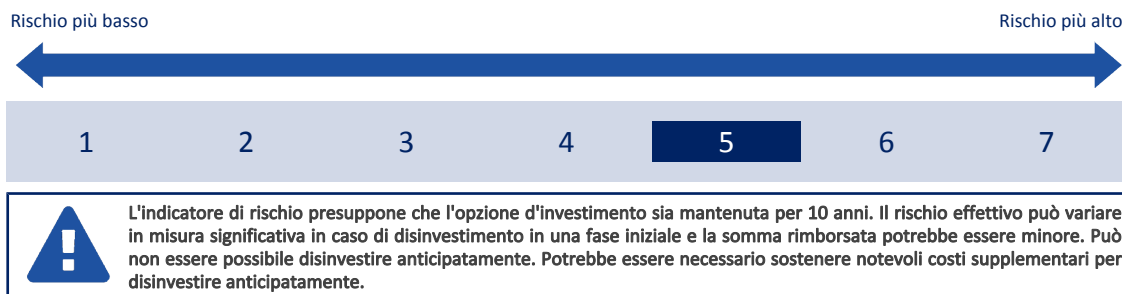 Rischio più basso Rischio più alto
1 2 3 4 5 6 7
L'indicatore di rischio presuppone che l'opzione d'investimento sia mantenuta per 10 anni. Il rischio effettivo può variare
in misura significativa in caso di disinvestimento in una fase iniziale e la somma rimborsata potrebbe essere minore. Può
non essere possibile disinvestire anticipatamente. Potrebbe essere necessario sostenere notevoli costi supplementari per
disinvestire anticipatamente.